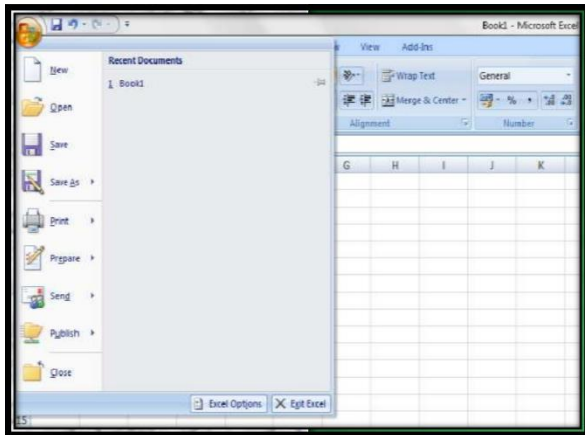 Book1 - Microsoft Excel
View Add-Ins
New
Open
Save
Save As
Print
Prepare
Send
Publish
Close
Recent Documents
1 Book1
Excel Options
Exit Excel
Wrap Text
Merge & Center
Alignment
General
%
Number
G H I J K
15